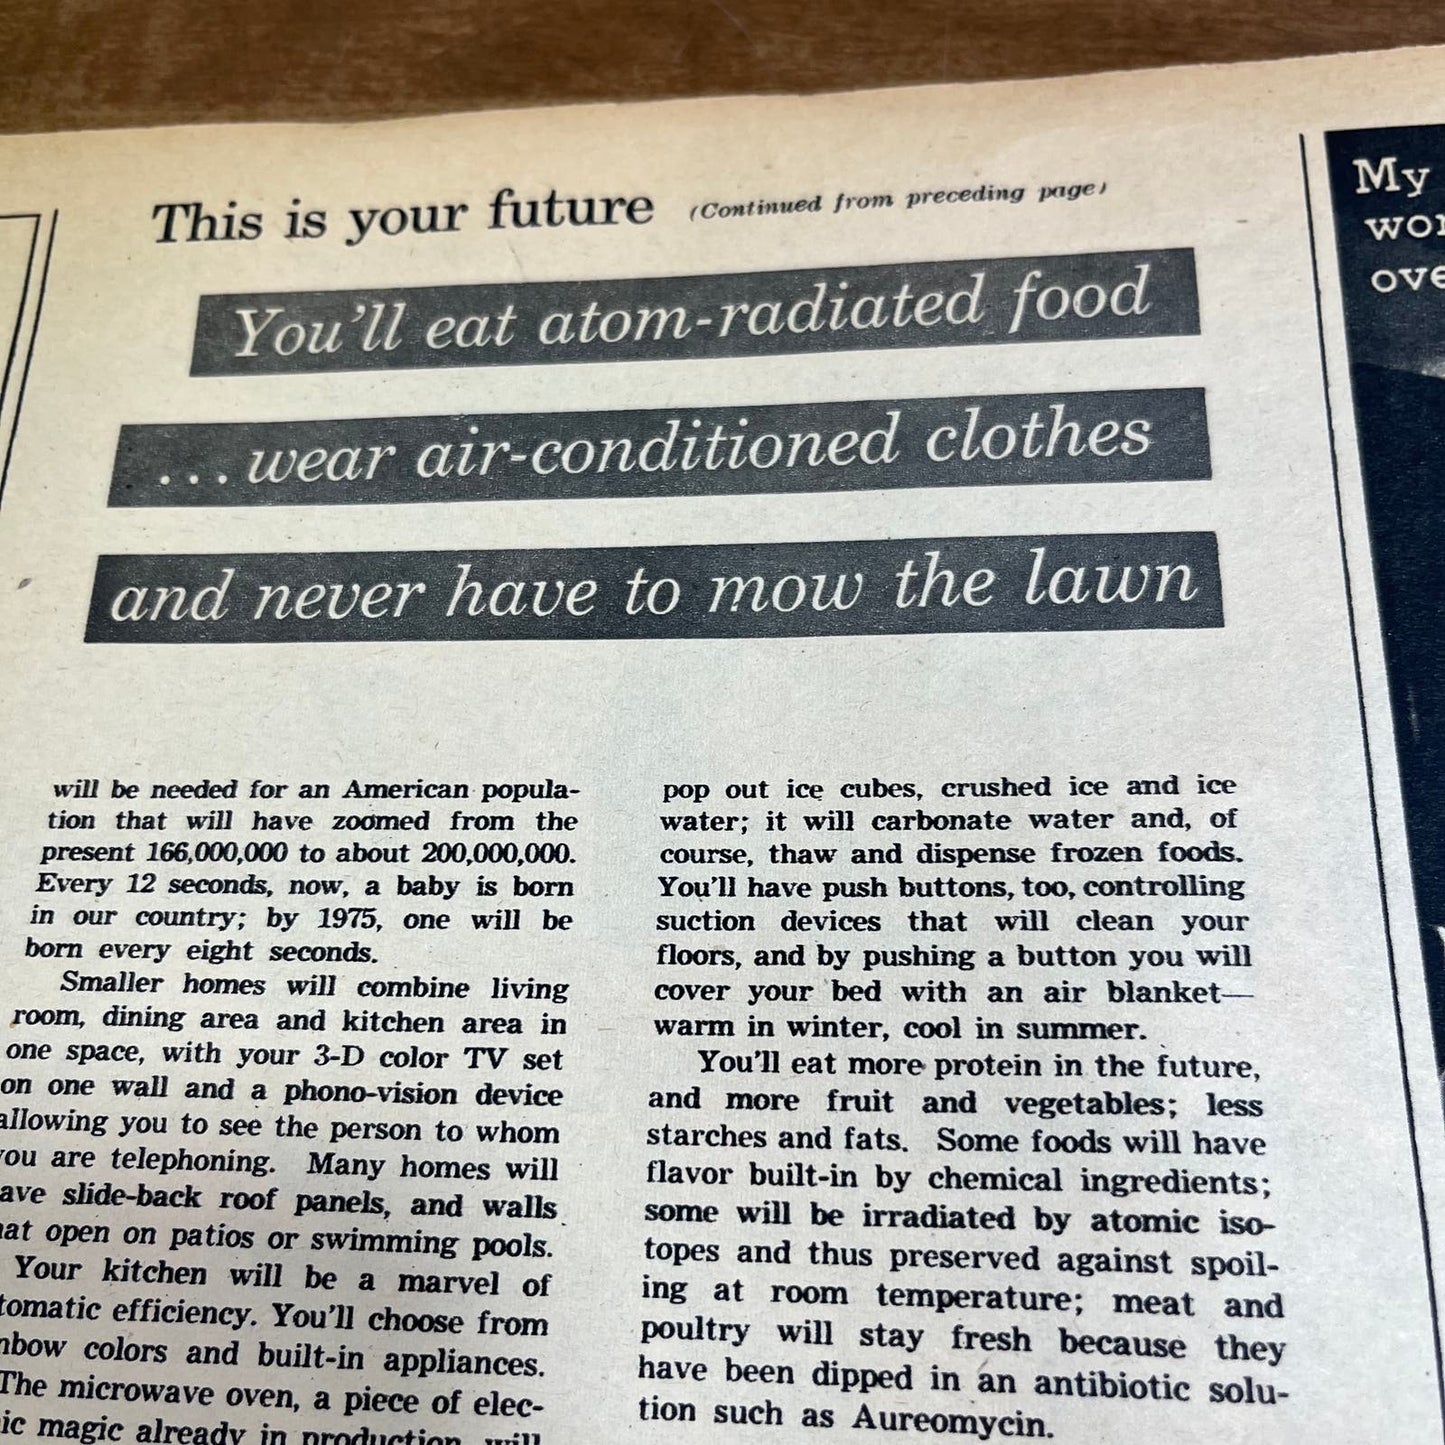 This is your future (Continued from preceding page)
You'll eat atom-radiated food
...wear air-conditioned clothes
and never have to mow the lawn
will be needed for an American popula-
tion that will have zoomed from the
present 166,000,000 to about 200,000,000.
Every 12 seconds, now, a baby is born
in our country; by 1975, one will be
born every eight seconds.
Smaller homes will combine living
room, dining area and kitchen area in
one space, with your 3-D color TV set
on one wall and a phono-vision device
allowing you to see the person to whom
you are telephoning. Many homes will
ave slide-back roof panels, and walls
hat open on patios or swimming pools.
Your kitchen will be a marvel of
tomatic efficiency. You'll choose from
nbow colors and built-in appliances.
The microwave oven, a piece of elec-
ic magic already in production, will
pop out ice cubes, crushed ice and ice
water; it will carbonate water and, of
course, thaw and dispense frozen foods.
You'll have push buttons, too, controlling
suction devices that will clean your
floors, and by pushing a button you will
cover your bed with an air blanket—
warm in winter, cool in summer.
You'll eat more protein in the future,
and more fruit and vegetables; less
starches and fats. Some foods will have
flavor built-in by chemical ingredients;
some will be irradiated by atomic iso-
topes and thus preserved against spoil-
ing at room temperature; meat and
poultry will stay fresh because they
have been dipped in an antibiotic solu-
tion such as Aureomycin.
My
wor
ove